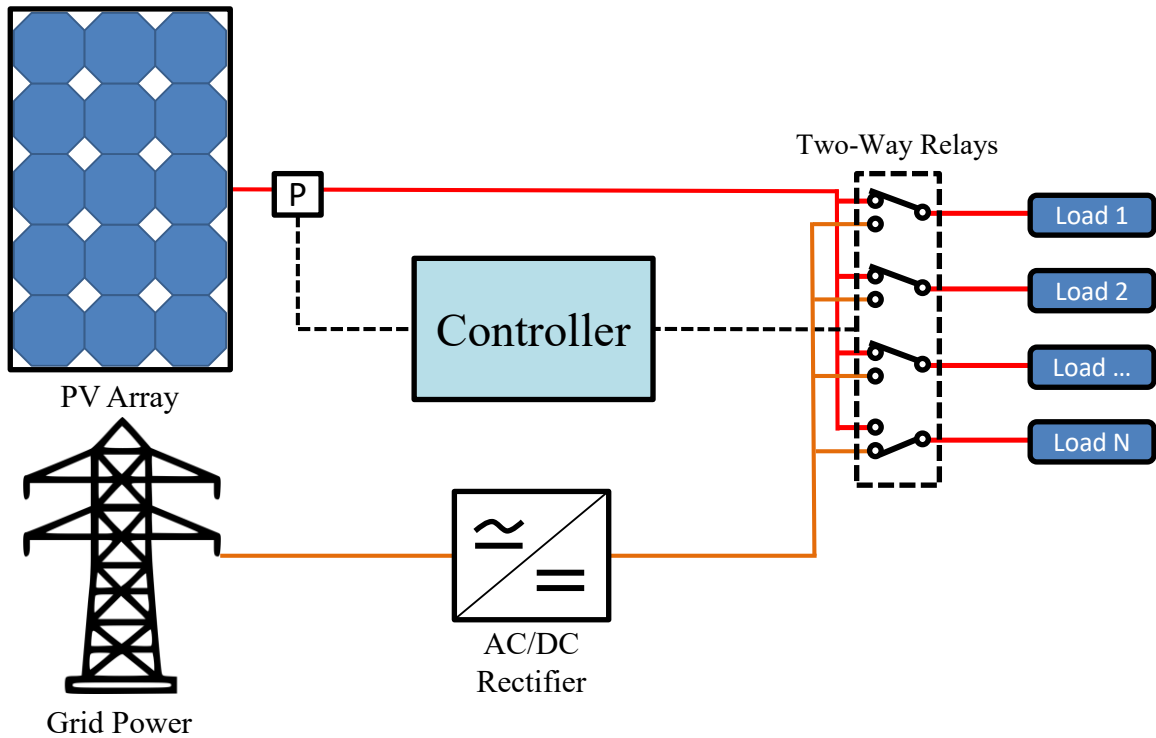 Two-Way Relays
P
Load 1
Controller
Load 2
Load ...
PV Array
Load N
AC/DC
Rectifier
Grid Power